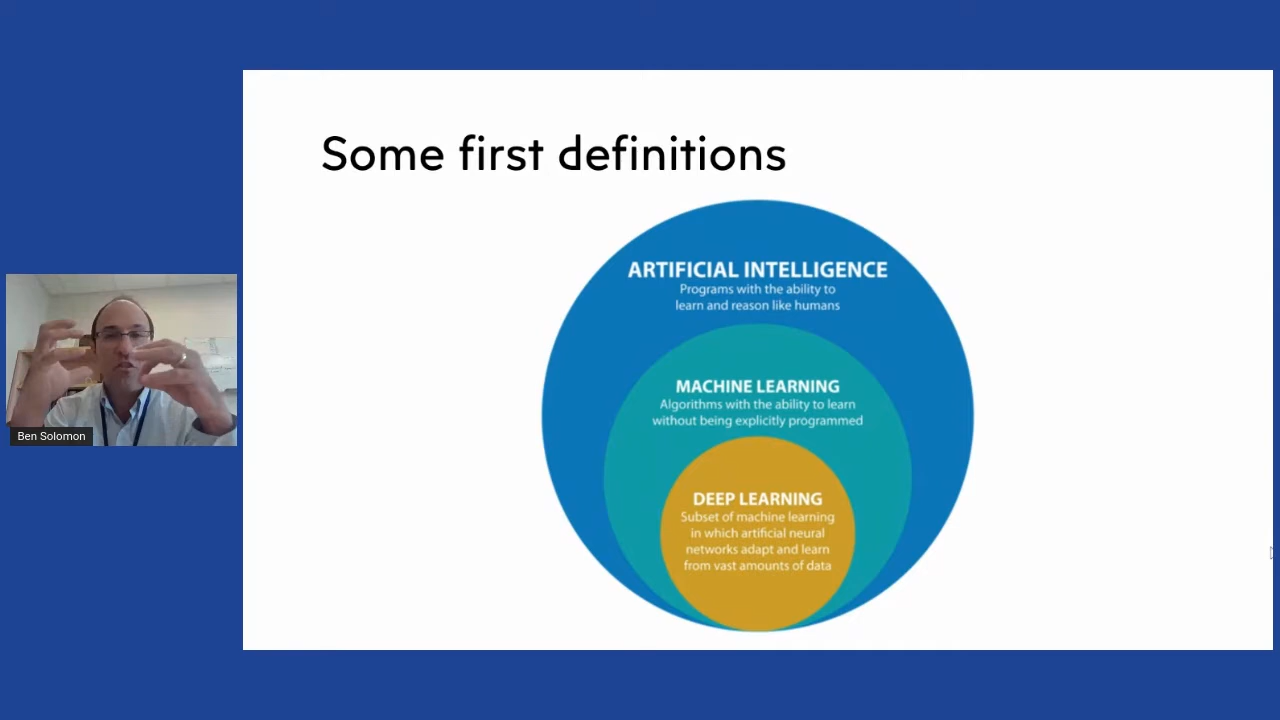 Some first definitions
ARTIFICIAL INTELLIGENCE
Programs with the ability to
learn and reason like humans
MACHINE LEARNING
Algorithms with the ability to learn
without being explicitly programmed
DEEP LEARNING
Subset of machine learning
in which artificial neural
networks adapt and learn
from vast amounts of data
Ben Solomon